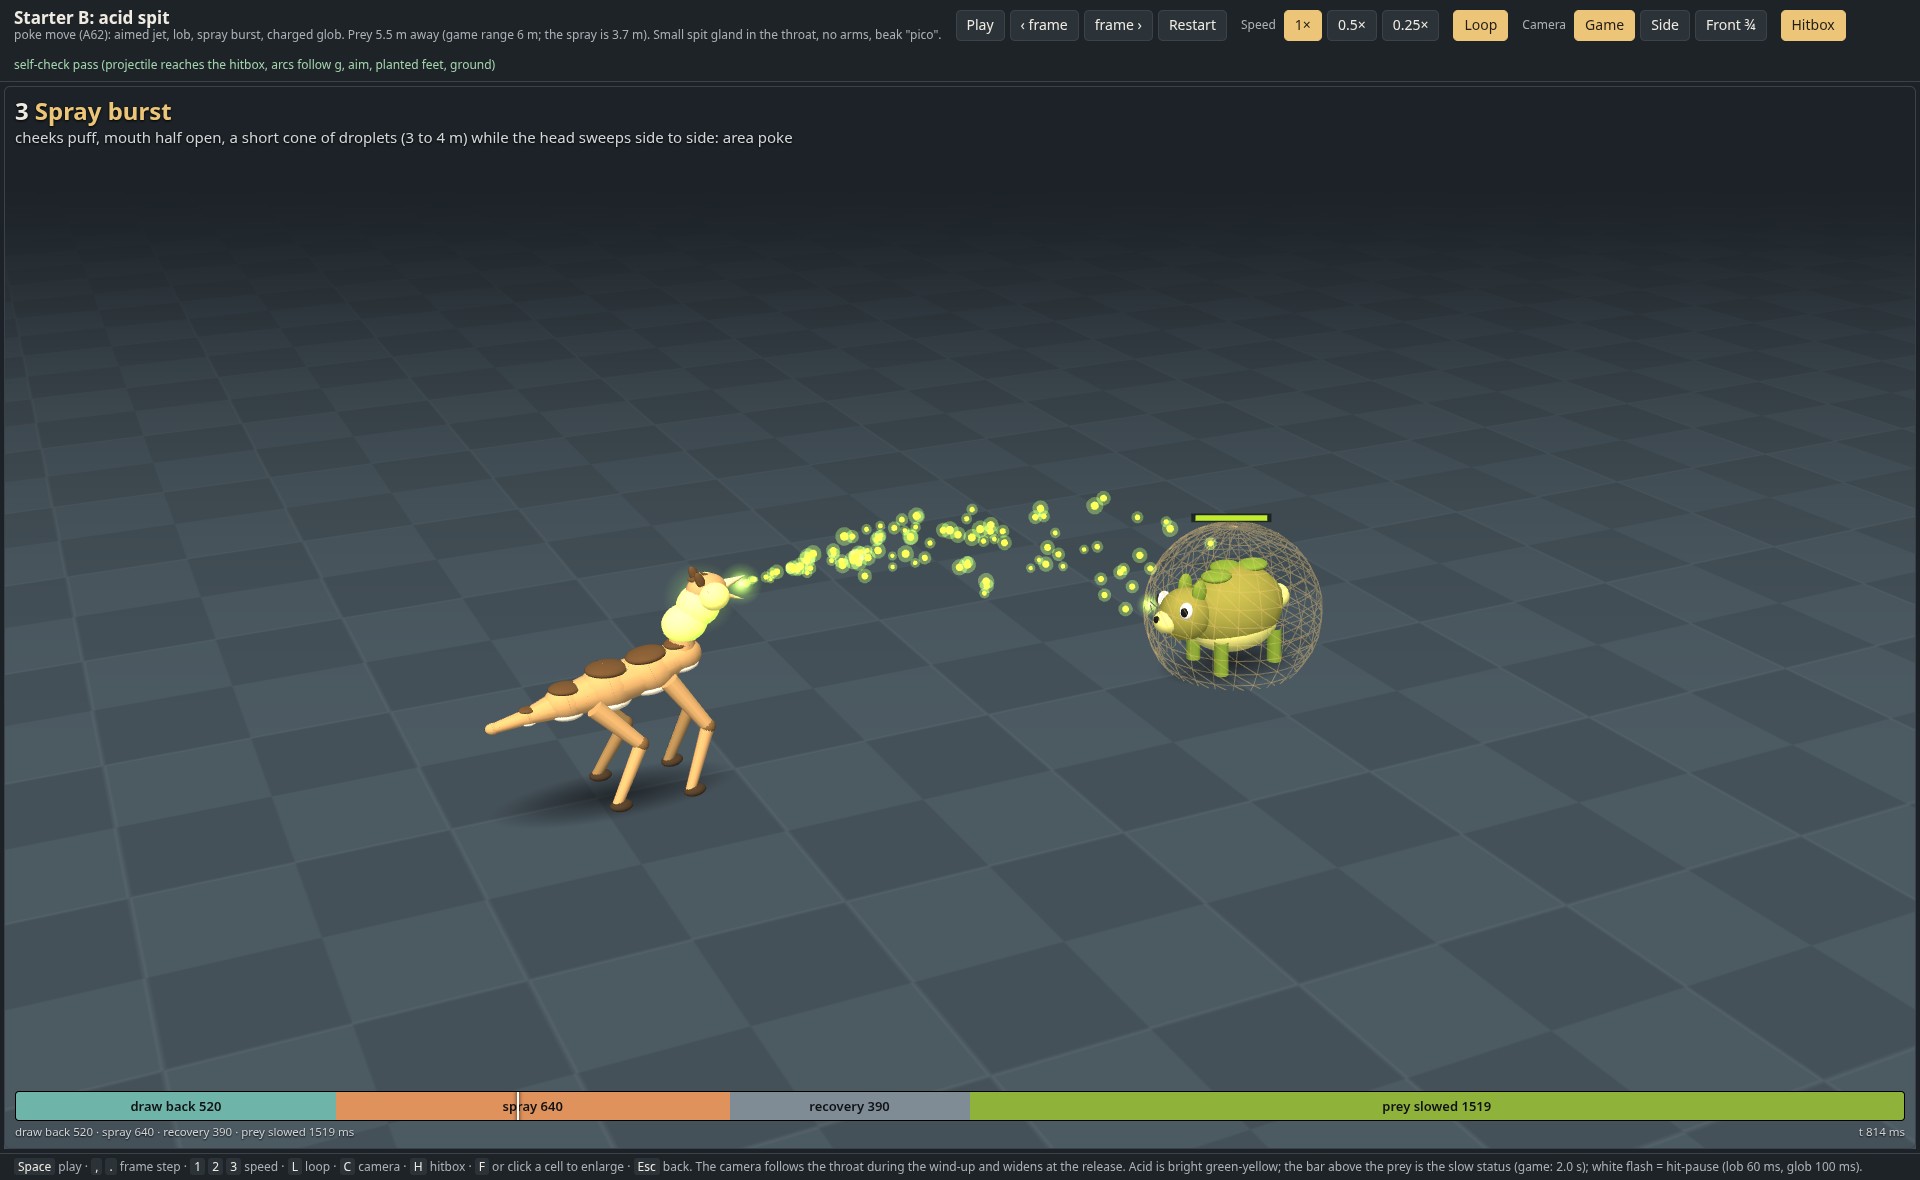 Starter B: acid spit
poke move (A62): aimed jet, lob, spray burst, charged glob. Prey 5.5 m away (game range 6 m; the spray is 3.7 m). Small spit gland in the throat, no arms, beak "pico".
Play ‹ frame frame › Restart Speed 1× 0.5× 0.25× Loop Camera Game Side Front ¾ Hitbox
self-check pass (projectile reaches the hitbox, arcs follow g, aim, planted feet, ground)
3 Spray burst
cheeks puff, mouth half open, a short cone of droplets (3 to 4 m) while the head sweeps side to side: area poke
draw back 520 spray 640 recovery 390 prey slowed 1519
draw back 520 · spray 640 · recovery 390 · prey slowed 1519 ms t 814 ms
Space play · , . frame step · 1 2 3 speed · L loop · C camera · H hitbox · F or click a cell to enlarge · Esc back. The camera follows the throat during the wind-up and widens at the release. Acid is bright green-yellow; the bar above the prey is the slow status (game: 2.0 s); white flash = hit-pause (lob 60 ms, glob 100 ms).